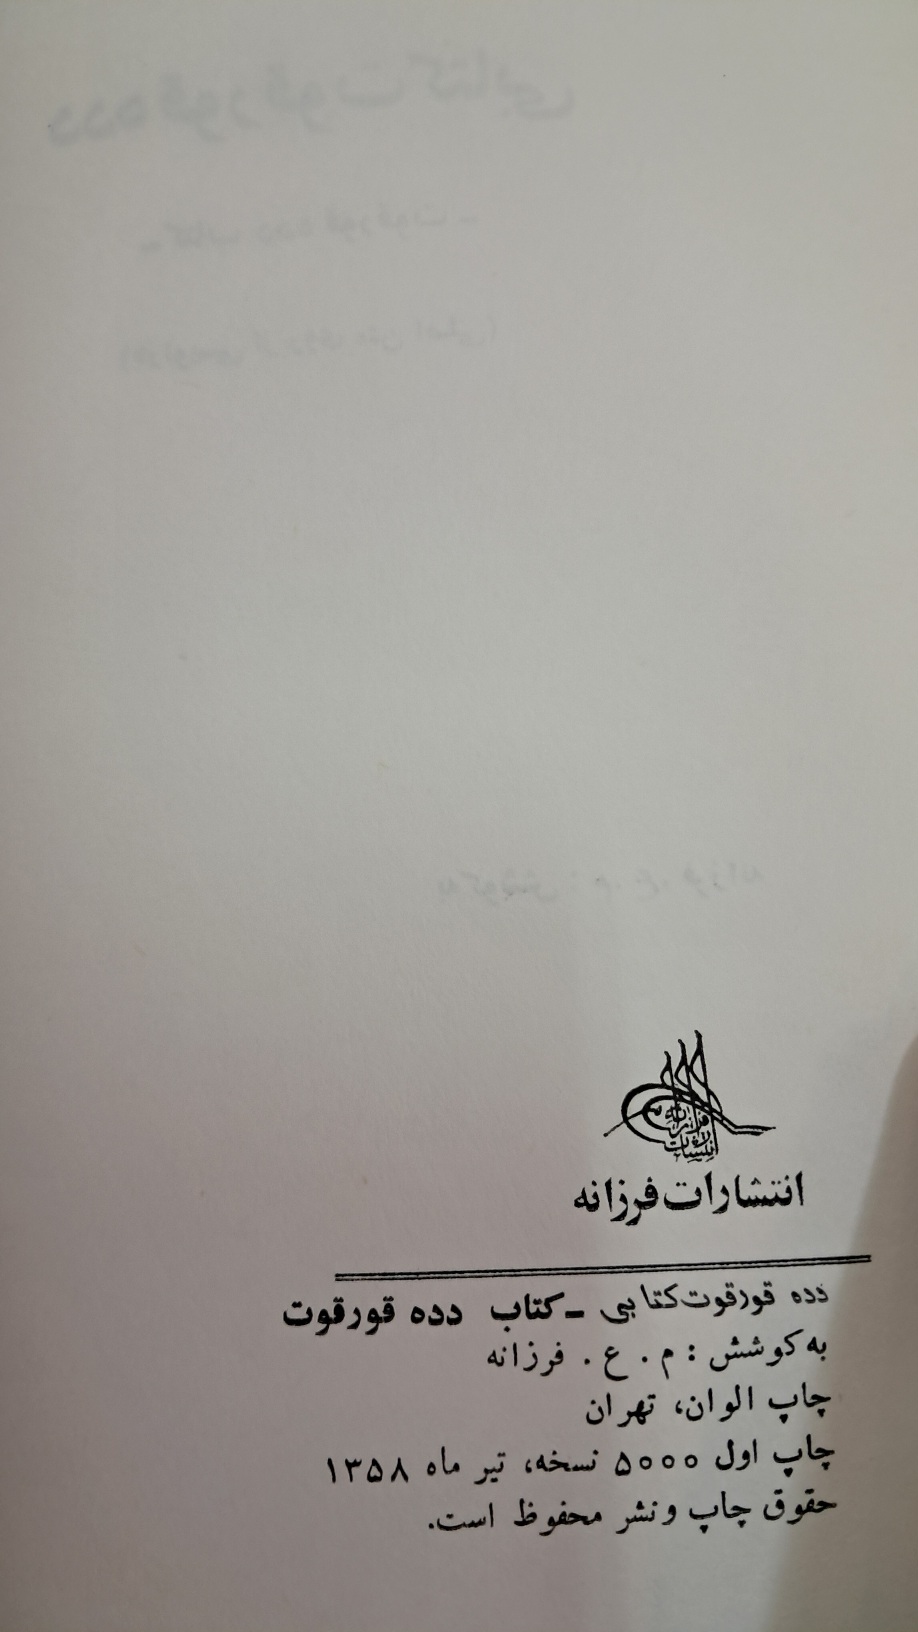 انتشارات فرزانه
دده قورقوت کتابی - کتاب دده قورقوت
به کوشش : م . ع . فرزانه
چاپ الوان، تهران
چاپ اول ۵۰۰۰ نسخه، تیر ماه ۱۳۵۸
حقوق چاپ و نشر محفوظ است.